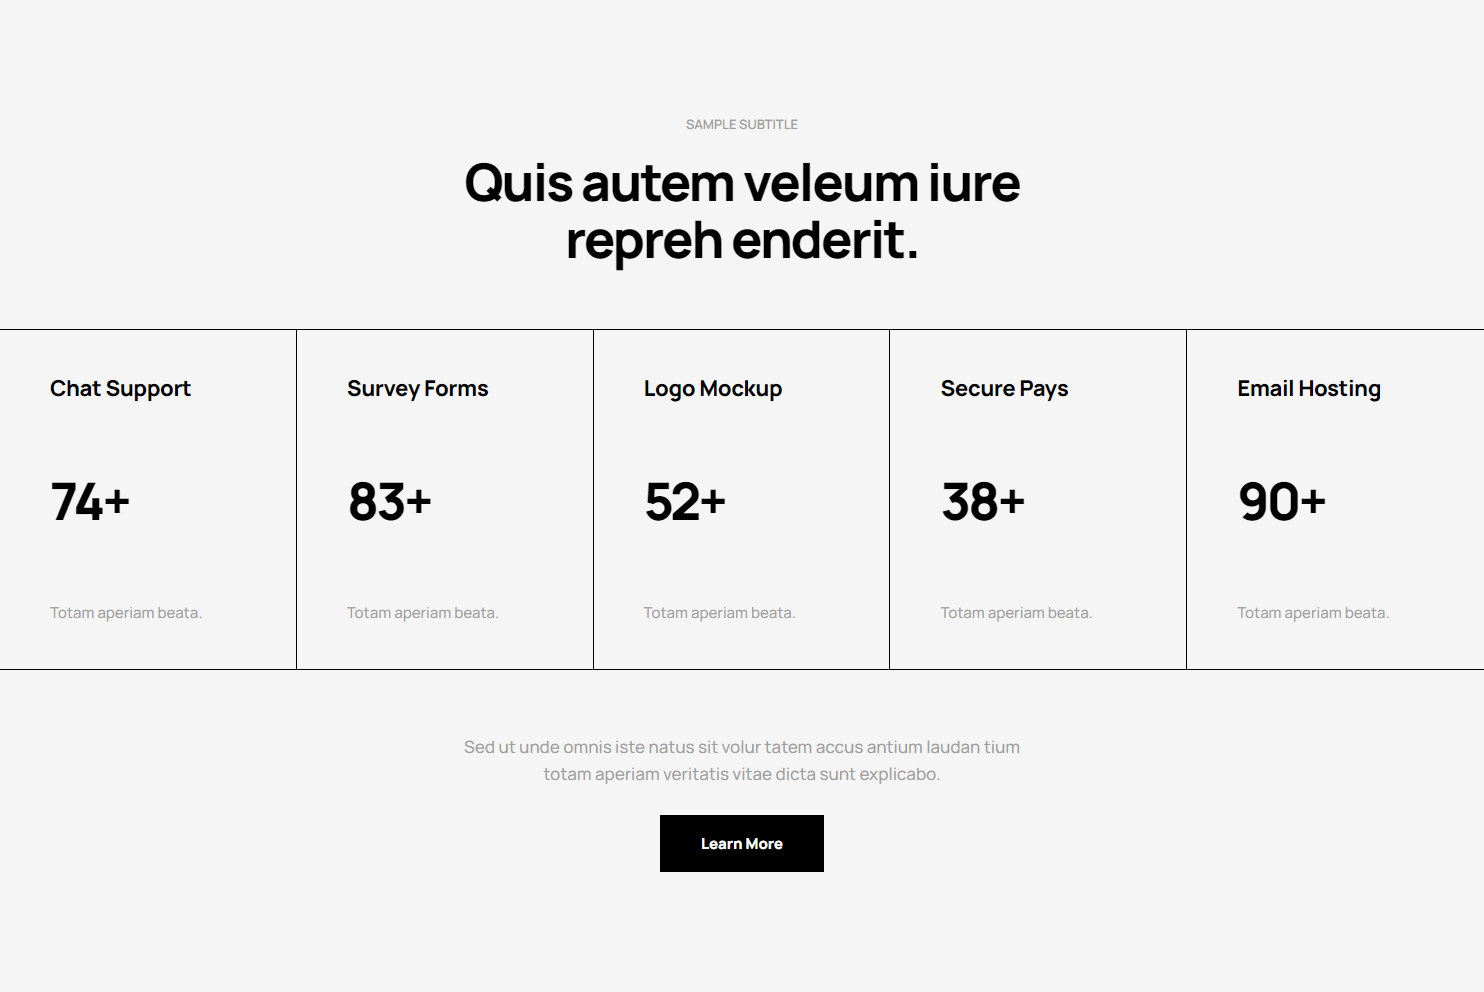 SAMPLE SUBTITLE
Quis autem veleum iure
repreh enderit.
Chat Support
74+
Totam aperiam beata.
Survey Forms
83+
Totam aperiam beata.
Logo Mockup
52+
Totam aperiam beata.
Secure Pays
38+
Totam aperiam beata.
Email Hosting
90+
Totam aperiam beata.
Sed ut unde omnis iste natus sit volur tatem accus antium laudan tium
totam aperiam veritatis vitae dicta sunt explicabo.
Learn More